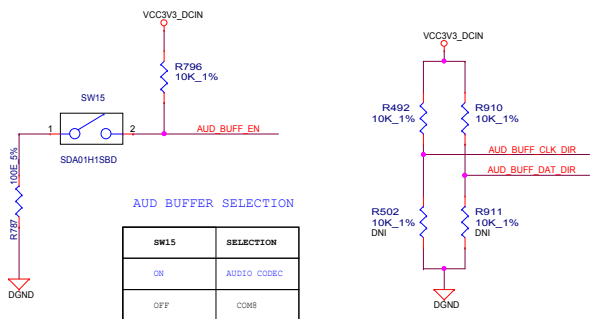 VCC3V3_DCIN
R796
10K_1%
SW15
1
2
AUD_BUFF_EN
SDA01H1SBD
100E_5%
R787
DGND
AUD BUFFER SELECTION
SW15 SELECTION
ON AUDIO CODEC
OFF COM8
VCC3V3_DCIN
R492
10K_1%
R910
10K_1%
AUD_BUFF_CLK_DIR
AUD_BUFF_DAT_DIR
R502
10K_1%
DNI
R911
10K_1%
DNI
DGND